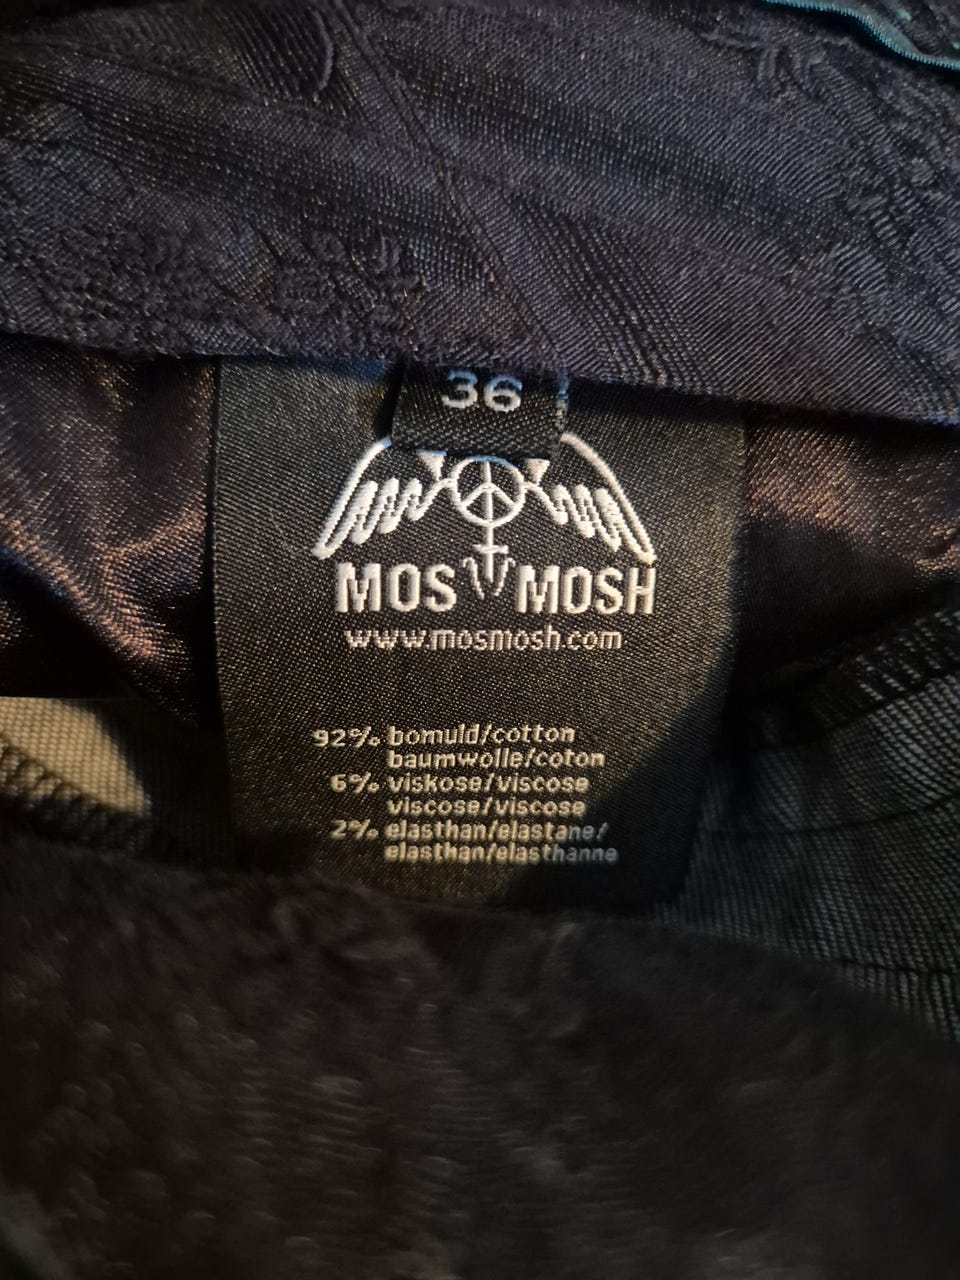 36
MOS MOSH
www.mosmosh.com
92% bomuld/cotton
baumwolle/coton
6% viskose/viscose
viscose/viscose
2% elasthan/elastane/
elasthan/elasthanne